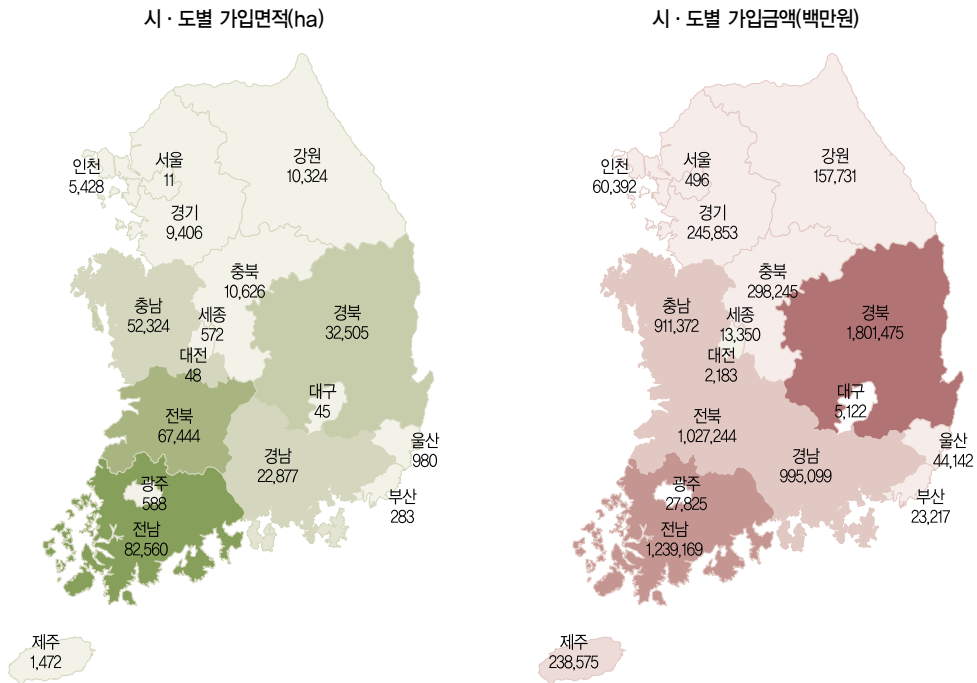 시·도별 가입면적(ha)
인천
5,428
서울
11
강원
10,324
경기
9,406
충북
10,626
충남
52,324
세종
572
경북
32,505
대전
48
대구
45
전북
67,444
울산
980
경남
22,877
광주
588
부산
283
전남
82,560
제주
1,472
시·도별 가입금액(백만원)
인천
60,392
서울
496
강원
157,731
경기
245,853
충북
298,245
충남
911,372
세종
13,350
경북
1,801,475
대전
2,183
대구
5,122
전북
1,027,244
울산
44,142
경남
995,099
광주
27,825
부산
23,217
전남
1,239,169
제주
238,575